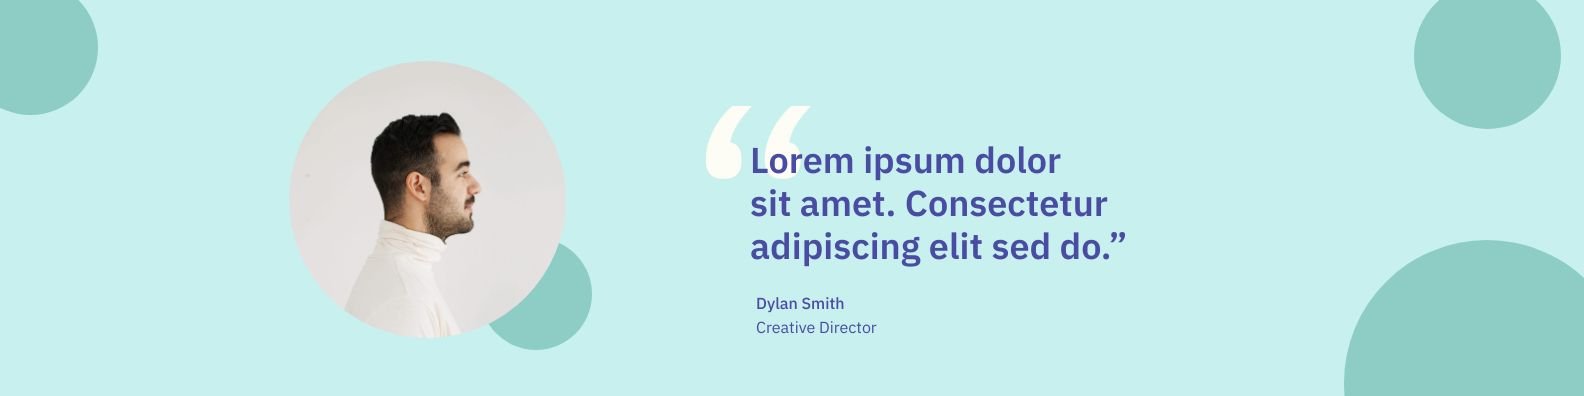 “Lorem ipsum dolor
sit amet. Consectetur
adipiscing elit sed do.”
Dylan Smith
Creative Director